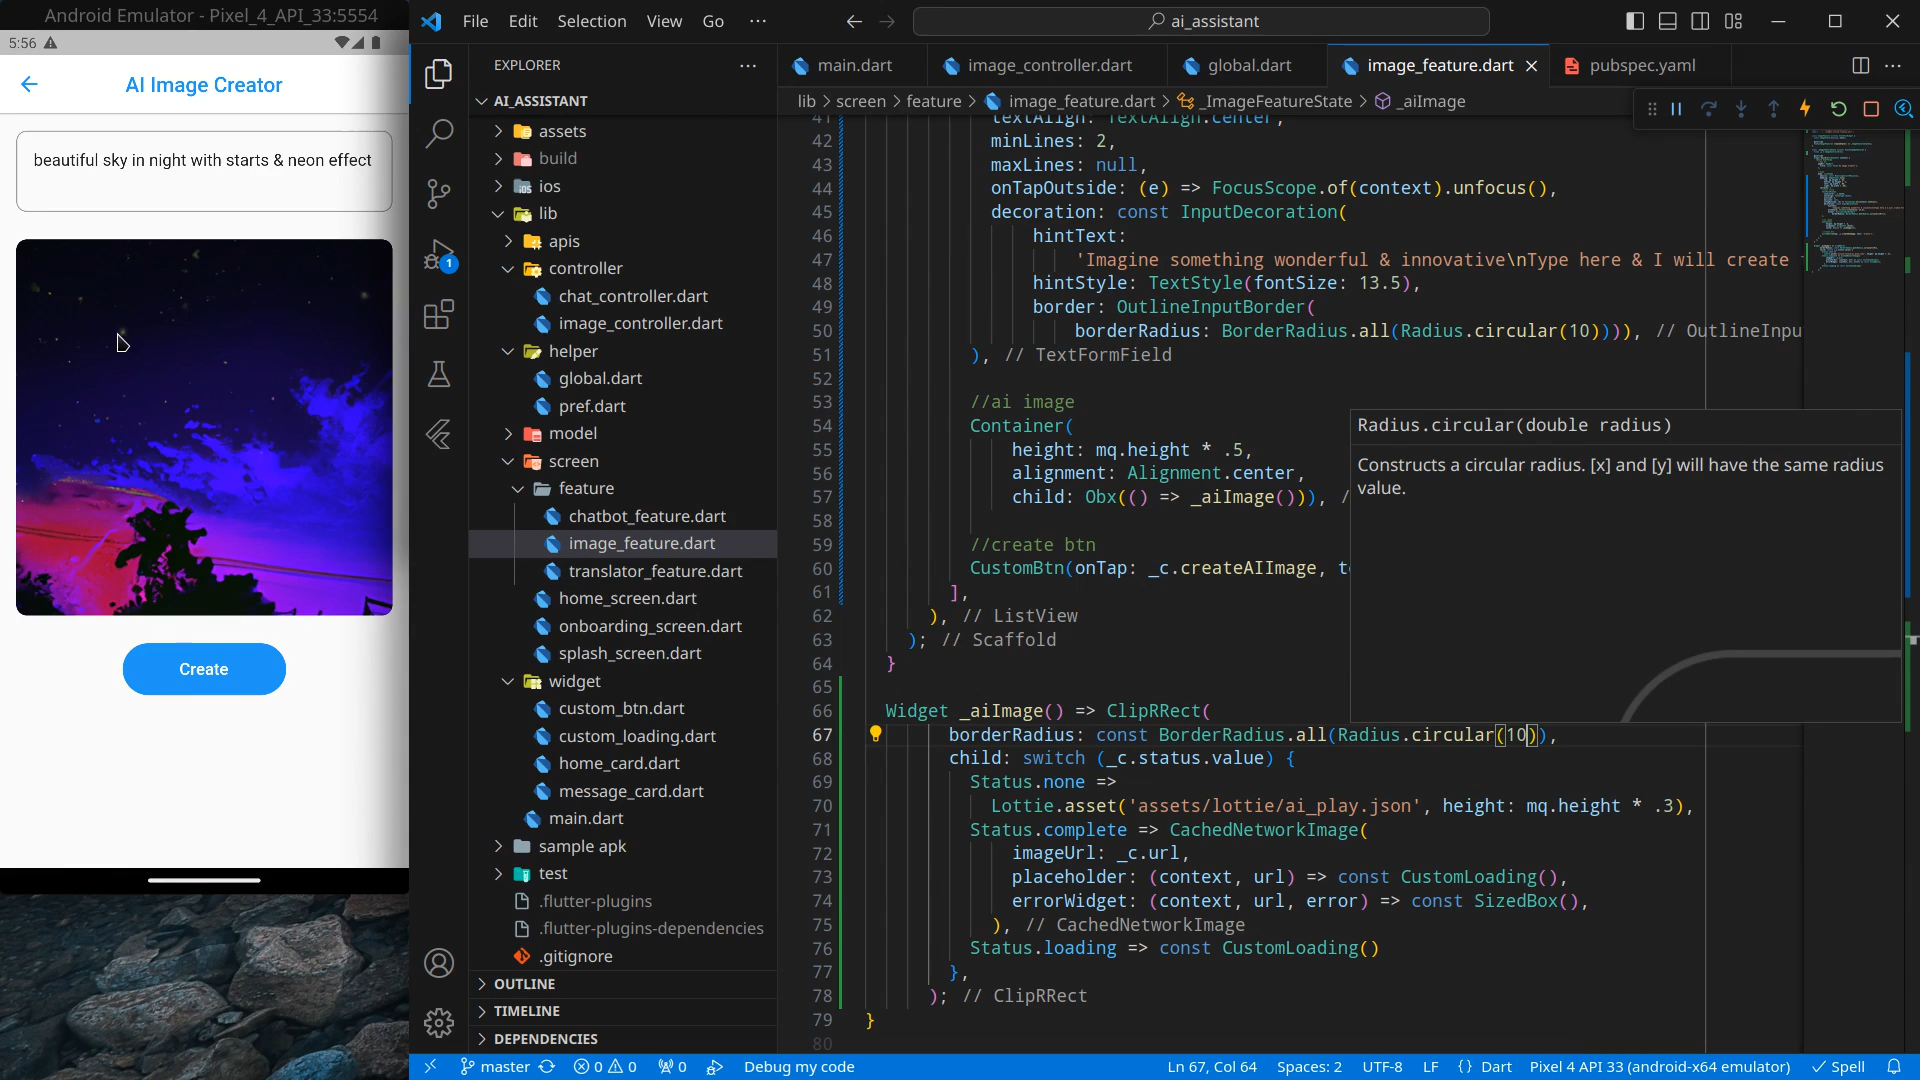 Android Emulator - Pixel_4_API_33:5554
5:56
AI Image Creator
beautiful sky in night with starts & neon effect
Create
File Edit Selection View Go ···
ai_assistant
EXPLORER
AI_ASSISTANT
assets
build
ios
lib
apis
controller
chat_controller.dart
image_controller.dart
helper
global.dart
pref.dart
model
screen
feature
chatbot_feature.dart
image_feature.dart
translator_feature.dart
home_screen.dart
onboarding_screen.dart
splash_screen.dart
widget
custom_btn.dart
custom_loading.dart
home_card.dart
message_card.dart
main.dart
sample apk
test
.flutter-plugins
.flutter-plugins-dependencies
.gitignore
OUTLINE
TIMELINE
DEPENDENCIES
1
main.dart image_controller.dart global.dart image_feature.dart pubspec.yaml
lib > screen > feature > image_feature.dart > _ImageFeatureState > _aiImage
41 textAlign: TextAlign.center,
42 minLines: 2,
43 maxLines: null,
44 onTapOutside: (e) => FocusScope.of(context).unfocus(),
45 decoration: const InputDecoration(
46 hintText:
47 'Imagine something wonderful & innovative\nType here & I will create
48 hintStyle: TextStyle(fontSize: 13.5),
49 border: OutlineInputBorder(
50 borderRadius: BorderRadius.all(Radius.circular(10)))), // OutlineInpu
51 ), // TextFormField
52
53 //ai image
54 Container(
55 height: mq.height * .5,
56 alignment: Alignment.center,
57 child: Obx(() => _aiImage())), /
58
59 //create btn
60 CustomBtn(onTap: _c.createAIImage, te
61 ],
62 ), // ListView
63 ); // Scaffold
64 }
65
66 Widget _aiImage() => ClipRRect(
67 borderRadius: const BorderRadius.all(Radius.circular(10)),
68 child: switch (_c.status.value) {
69 Status.none =>
70 Lottie.asset('assets/lottie/ai_play.json', height: mq.height * .3),
71 Status.complete => CachedNetworkImage(
72 imageUrl: _c.url,
73 placeholder: (context, url) => const CustomLoading(),
74 errorWidget: (context, url, error) => const SizedBox(),
75 ), // CachedNetworkImage
76 Status.loading => const CustomLoading()
77 },
78 ); // ClipRRect
79 }
80
Radius.circular(double radius)
Constructs a circular radius. [x] and [y] will have the same radius
value.
master 0 0 0 Debug my code Ln 67, Col 64 Spaces: 2 UTF-8 LF {} Dart Pixel 4 API 33 (android-x64 emulator) Spell